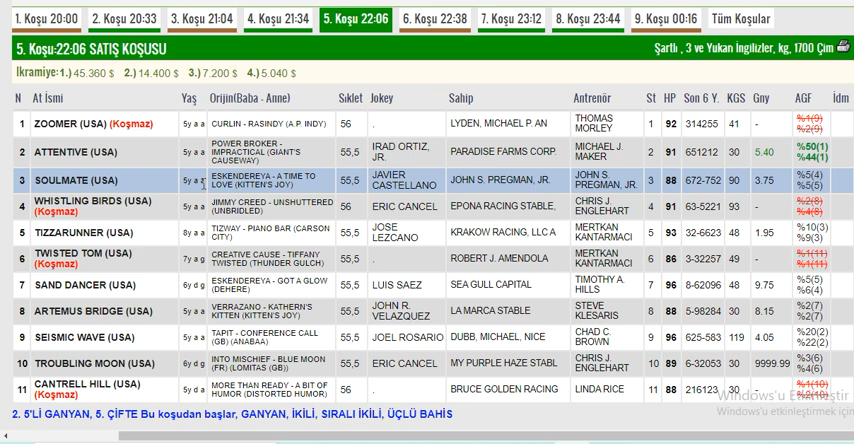 1. Koşu 20:00 2. Koşu 20:33 3. Koşu 21:04 4. Koşu 21:34 5. Koşu 22:06 6. Koşu 22:38 7. Koşu 23:12 8. Koşu 23:44 9. Koşu 00:16 Tüm Koşular
5. Koşu:22:06 SATIŞ KOŞUSU Şartlı , 3 ve Yukarı İngilizler, kg, 1700 Çim
İkramiye:1.) 45.360 $ 2.) 14.400 $ 3.) 7.200 $ 4.) 5.040 $
N At İsmi Yaş Orijin(Baba - Anne) Sıklet Jokey Sahip Antrenör St HP Son 6 Y. KGS Gny AGF İdm
1 ZOOMER (USA) (Koşmaz) 5y a a CURLIN - RASINDY (A.P. INDY) 56 . LYDEN, MICHAEL P. AN THOMAS MORLEY 1 92 314255 41 - %1(9) %2(9)
2 ATTENTIVE (USA) 5y a a POWER BROKER - IMPRACTICAL (GIANT'S CAUSEWAY) 55,5 IRAD ORTIZ, JR. PARADISE FARMS CORP. MICHAEL J. MAKER 2 91 651212 30 5.40 %50(1) %44(1)
3 SOULMATE (USA) 5y a g ESKENDEREYA - A TIME TO LOVE (KITTEN'S JOY) 55,5 JAVIER CASTELLANO JOHN S. PREGMAN, JR. JOHN S. PREGMAN, JR. 3 88 672-752 90 3.75 %5(4) %5(5)
4 WHISTLING BIRDS (USA) (Koşmaz) 5y a a JIMMY CREED - UNSHUTTERED (UNBRIDLED) 56 ERIC CANCEL EPONA RACING STABLE, CHRIS J. ENGLEHART 4 91 63-5221 93 - %2(8) %4(8)
5 TIZZARUNNER (USA) 8y a a TIZWAY - PIANO BAR (CARSON CITY) 55,5 JOSE LEZCANO KRAKOW RACING, LLC A MERTKAN KANTARMACI 5 93 32-6623 48 1.95 %10(3) %9(3)
6 TWISTED TOM (USA) (Koşmaz) 7y a g CREATIVE CAUSE - TIFFANY TWISTED (THUNDER GULCH) 55,5 . ROBERT J. AMENDOLA MERTKAN KANTARMACI 6 86 3-32257 49 - %1(11) %1(11)
7 SAND DANCER (USA) 6y d g ESKENDEREYA - GOT A GLOW (DEHERE) 55,5 LUIS SAEZ SEA GULL CAPITAL TIMOTHY A. HILLS 7 96 8-62096 48 9.75 %5(5) %6(4)
8 ARTEMUS BRIDGE (USA) 5y a a VERRAZANO - KATHERN'S KITTEN (KITTEN'S JOY) 55,5 JOHN R. VELAZQUEZ LA MARCA STABLE STEVE KLESARIS 8 88 5-98284 30 8.15 %2(7) %2(7)
9 SEISMIC WAVE (USA) 5y a a TAPIT - CONFERENCE CALL (GB) (ANABAA) 55,5 JOEL ROSARIO DUBB, MICHAEL, NICE CHAD C. BROWN 9 96 625-583 119 4.05 %20(2) %22(2)
10 TROUBLING MOON (USA) 6y d g INTO MISCHIEF - BLUE MOON (FR) (LOMITAS (GB)) 55,5 ERIC CANCEL MY PURPLE HAZE STABL CHRIS J. ENGLEHART 10 89 6-32053 30 9999.99 %3(6) %4(6)
11 CANTRELL HILL (USA) (Koşmaz) 5y d a MORE THAN READY - A BIT OF HUMOR (DISTORTED HUMOR) 56 . BRUCE GOLDEN RACING LINDA RICE 11 88 216123 30 - %1(10) %2(10)
2. 5'Lİ GANYAN, 5. ÇİFTE Bu koşudan başlar, GANYAN, İKİLİ, SIRALI İKİLİ, ÜÇLÜ BAHİS
Windows'u Etkinleştir
Windows'u etkinleştirmek için